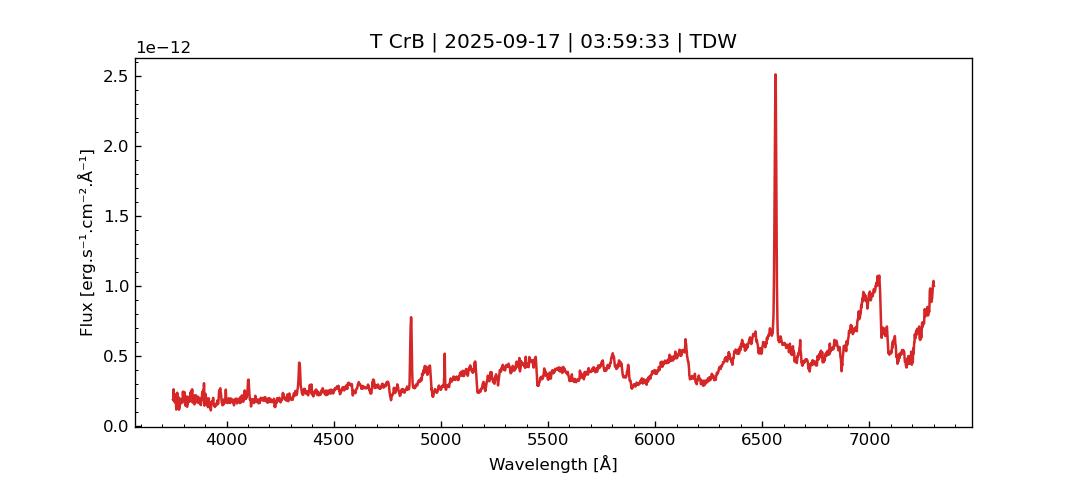 T CrB | 2025-09-17 | 03:59:33 | TDW
1e−12
2.5
2.0
1.5
1.0
0.5
0.0
Flux [erg.s⁻¹.cm⁻².Å⁻¹]
4000 4500 5000 5500 6000 6500 7000
Wavelength [Å]